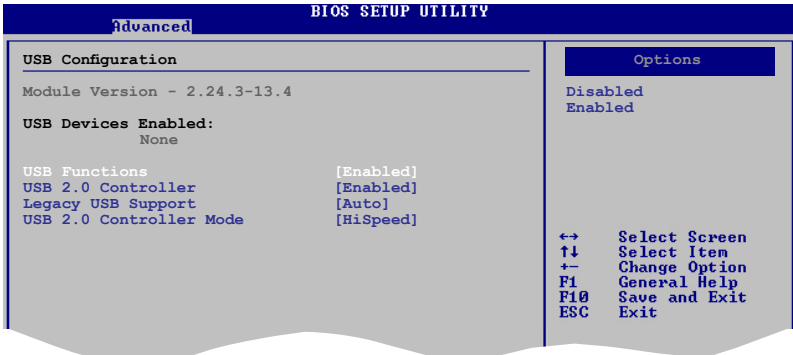 BIOS SETUP UTILITY
Advanced
USB Configuration
Module Version - 2.24.3-13.4
USB Devices Enabled:
None
USB Functions [Enabled]
USB 2.0 Controller [Enabled]
Legacy USB Support [Auto]
USB 2.0 Controller Mode [HiSpeed]
Options
Disabled
Enabled
←→ Select Screen
↑↓ Select Item
+- Change Option
F1 General Help
F10 Save and Exit
ESC Exit